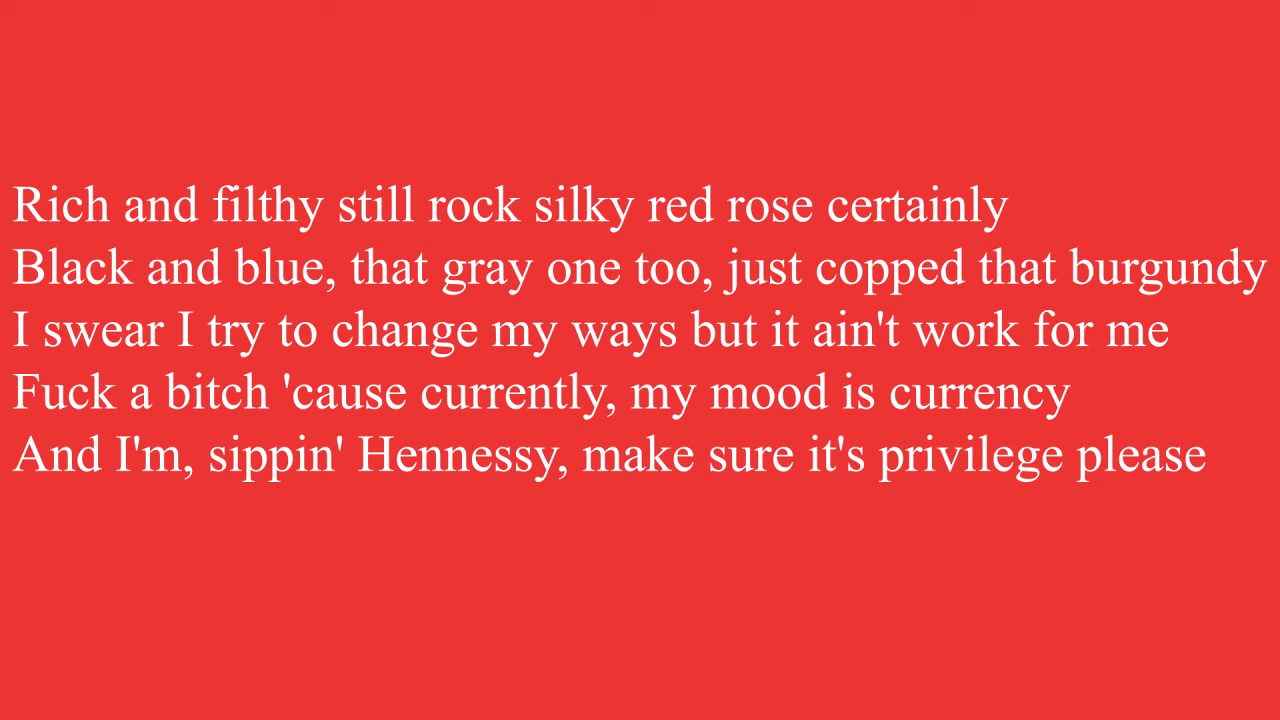 Rich and filthy still rock silky red rose certainly
Black and blue, that gray one too, just copped that burgundy
I swear I try to change my ways but it ain't work for me
Fuck a bitch 'cause currently, my mood is currency
And I'm, sippin' Hennessy, make sure it's privilege please